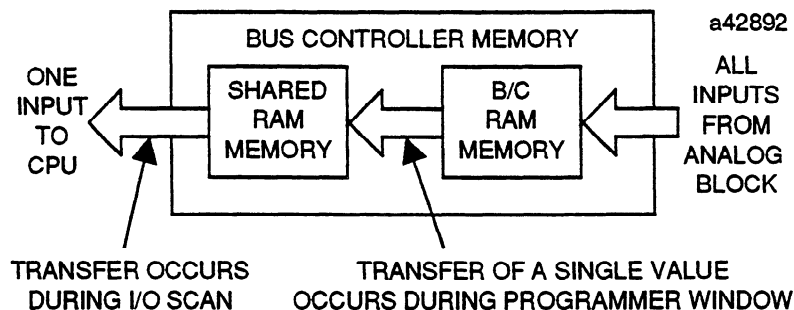 a42892
BUS CONTROLLER MEMORY
ONE
INPUT
TO
CPU
SHARED
RAM
MEMORY
B/C
RAM
MEMORY
ALL
INPUTS
FROM
ANALOG
BLOCK
TRANSFER OCCURS
DURING I/O SCAN
TRANSFER OF A SINGLE VALUE
OCCURS DURING PROGRAMMER WINDOW